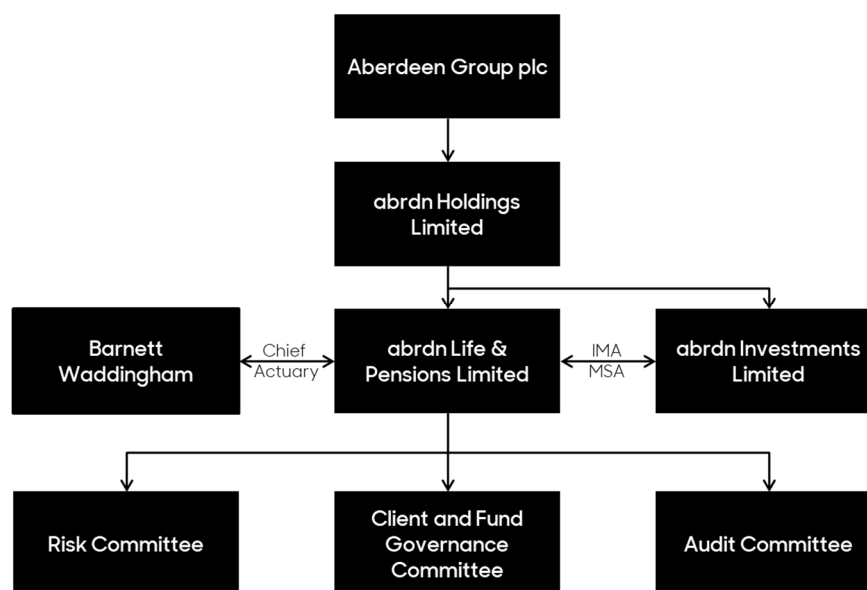 Aberdeen Group plc
abrdn Holdings
Limited
Barnett
Waddingham
Chief
Actuary
abrdn Life &
Pensions Limited
IMA
MSA
abrdn Investments
Limited
Risk Committee
Client and Fund
Governance
Committee
Audit Committee